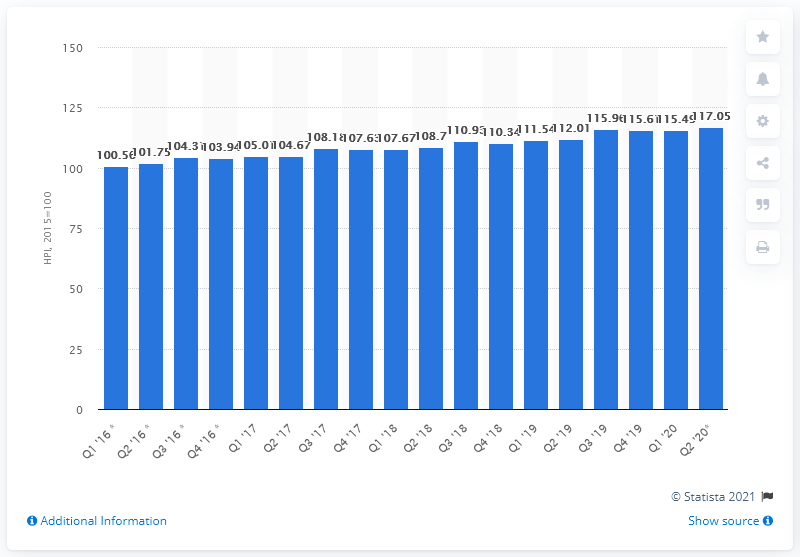 150
125
100
75
50
25
0
HPI, 2015=100
100.56 101.75 104.37 103.94 105.07 104.67 108.18 107.63 107.67 108.7 110.93 110.34 111.54 112.01 115.96 115.67 115.49 117.05
Q1 '16 * Q2 '16 * Q3 '16 * Q4 '16 * Q1 '17 Q2 '17 Q3 '17 Q4 '17 Q1 '18 Q2 '18 Q3 '18 Q4 '18 Q1 '19 Q2 '19 Q3 '19 Q4 '19 Q1 '20 Q2 '20*
© Statista 2021
Additional Information
Show source